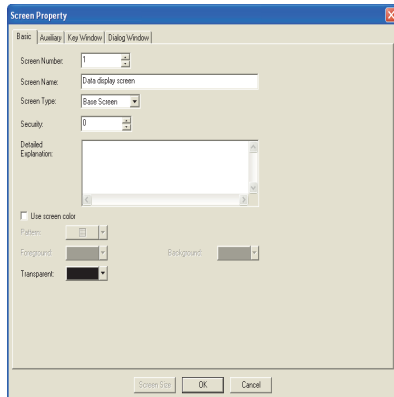 Screen Property
Basic Auxiliary Key Window Dialog Window
Screen Number: 1
Screen Name: Data display screen
Screen Type: Base Screen
Security: 0
Detailed
Explanation:
Use screen color
Pattern:
Foreground: Background:
Transparent:
Screen Size OK Cancel